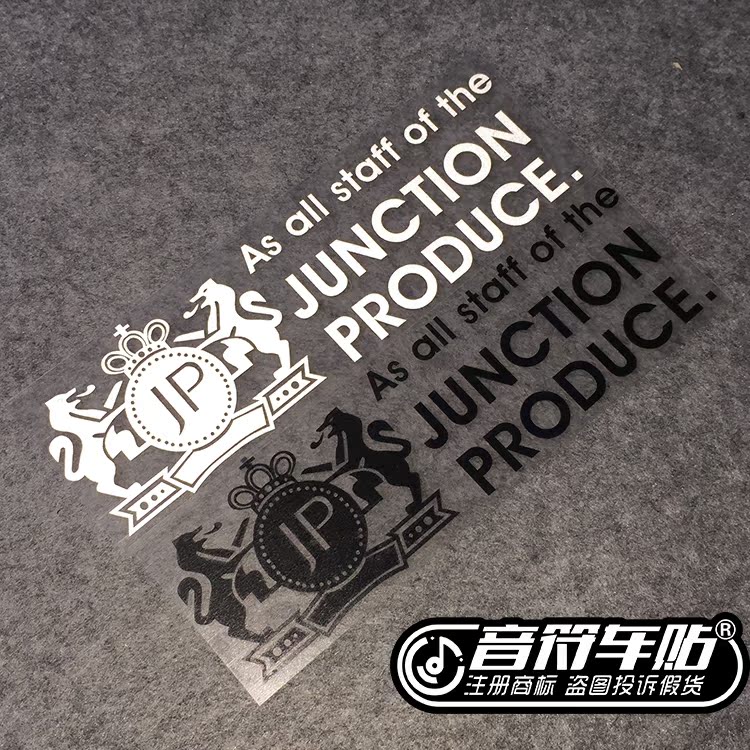 As all staff of the
JUNCTION
PRODUCE.
JP
As all staff of the
JUNCTION
PRODUCE.
JP
音符车贴®
注册商标 盗图投诉假货